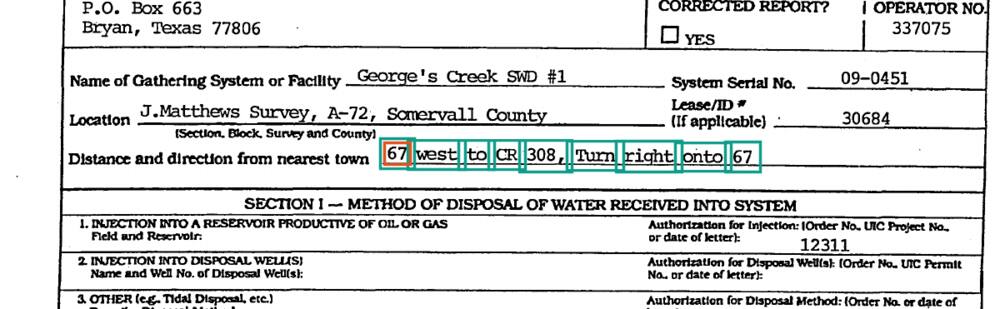 P.O. Box 663
Bryan, Texas 77806
CORRECTED REPORT?
YES
OPERATOR NO.
337075
Name of Gathering System or Facility George's Creek SWD #1 System Serial No. 09-0451
Location J.Matthews Survey, A-72, Somervall County Lease/ID # (If applicable) 30684
(Section, Block, Survey and County)
Distance and direction from nearest town 67 west to CR 308, Turn right onto 67
SECTION I — METHOD OF DISPOSAL OF WATER RECEIVED INTO SYSTEM
1. INJECTION INTO A RESERVOIR PRODUCTIVE OF OIL OR GAS
Field and Reservoir:
Authorization for Injection: (Order No., UIC Project No.,
or date of letter):
12311
2. INJECTION INTO DISPOSAL WELL(S)
Name and Well No. of Disposal Well(s):
Authorization for Disposal Well(s): (Order No., UIC Permit
No., or date of letter):
3. OTHER (e.g., Tidal Disposal, etc.)
Authorization for Disposal Method: (Order No. or date of